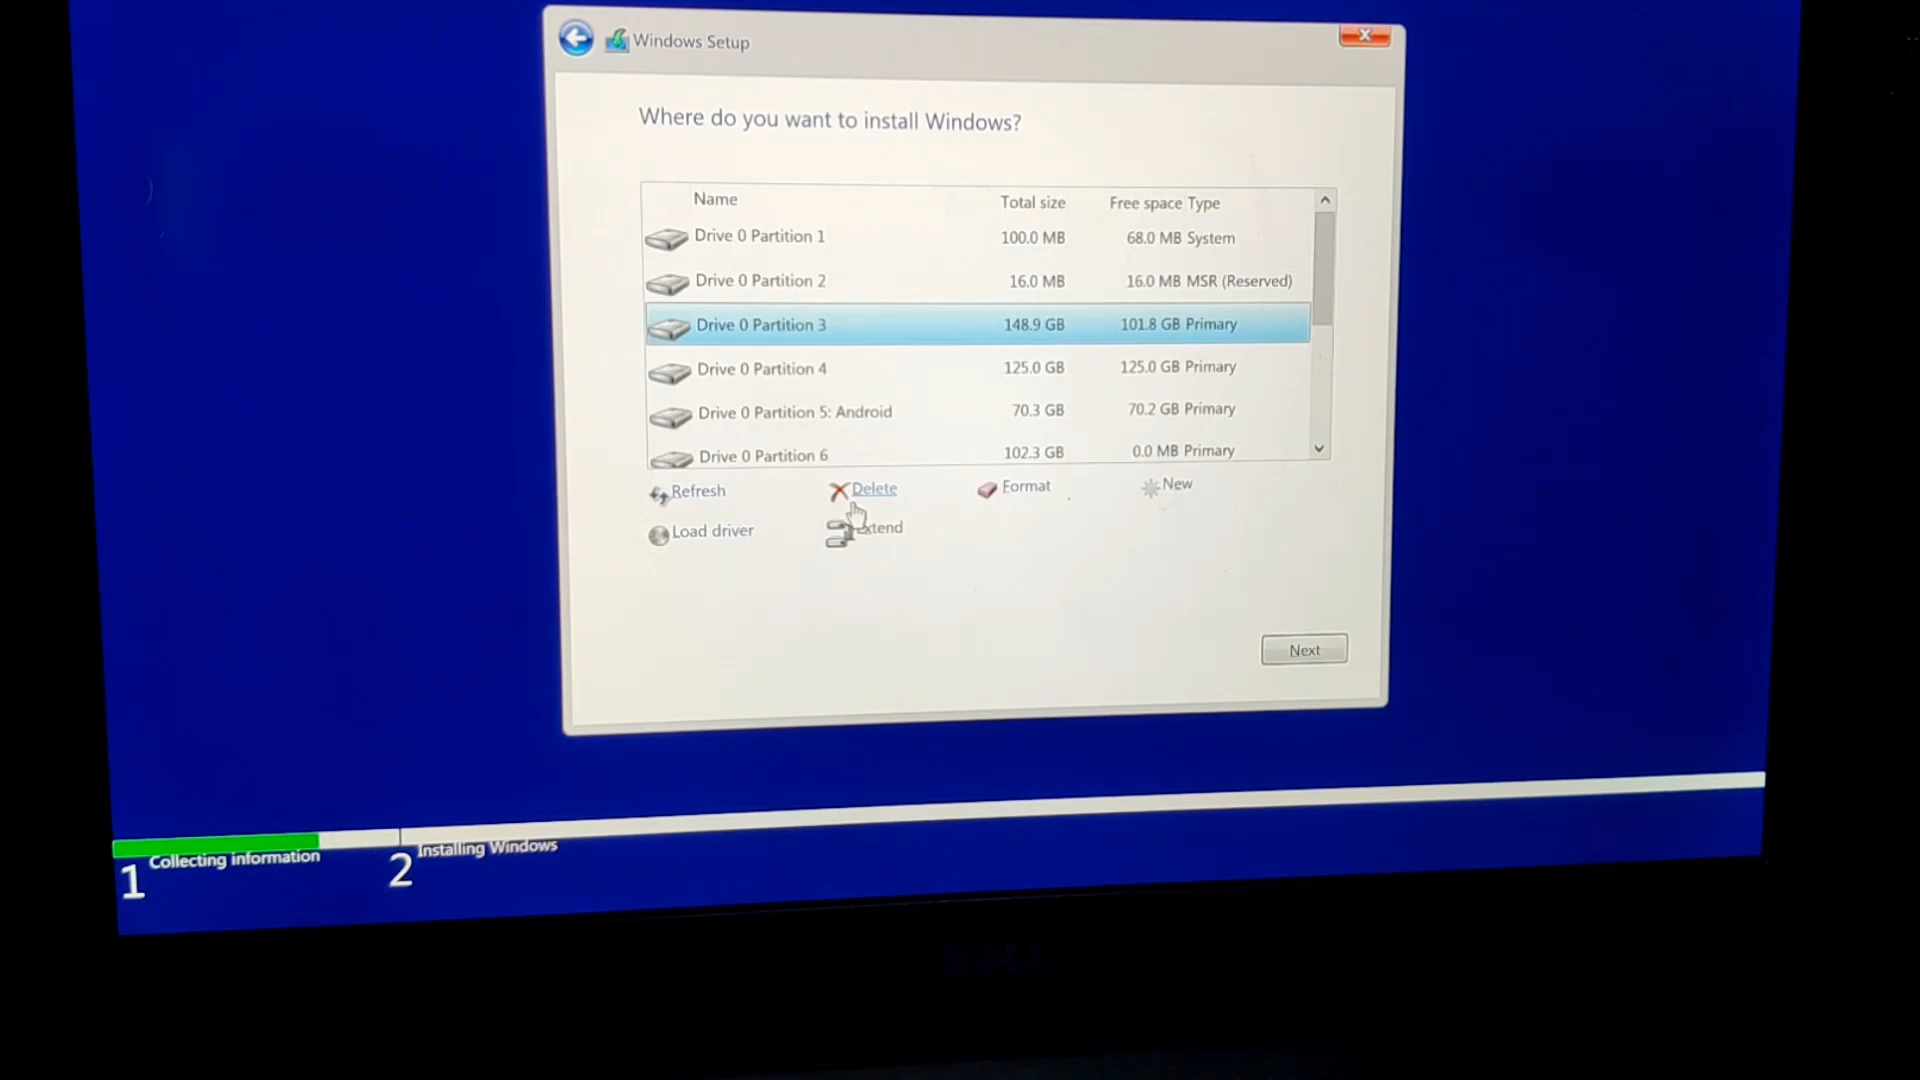 Windows Setup
Where do you want to install Windows?
Name Total size Free space Type
Drive 0 Partition 1 100.0 MB 68.0 MB System
Drive 0 Partition 2 16.0 MB 16.0 MB MSR (Reserved)
Drive 0 Partition 3 148.9 GB 101.8 GB Primary
Drive 0 Partition 4 125.0 GB 125.0 GB Primary
Drive 0 Partition 5: Android 70.3 GB 70.2 GB Primary
Drive 0 Partition 6 102.3 GB 0.0 MB Primary
Refresh Delete Format New
Load driver
Next
1 Collecting information 2 Installing Windows
DELL